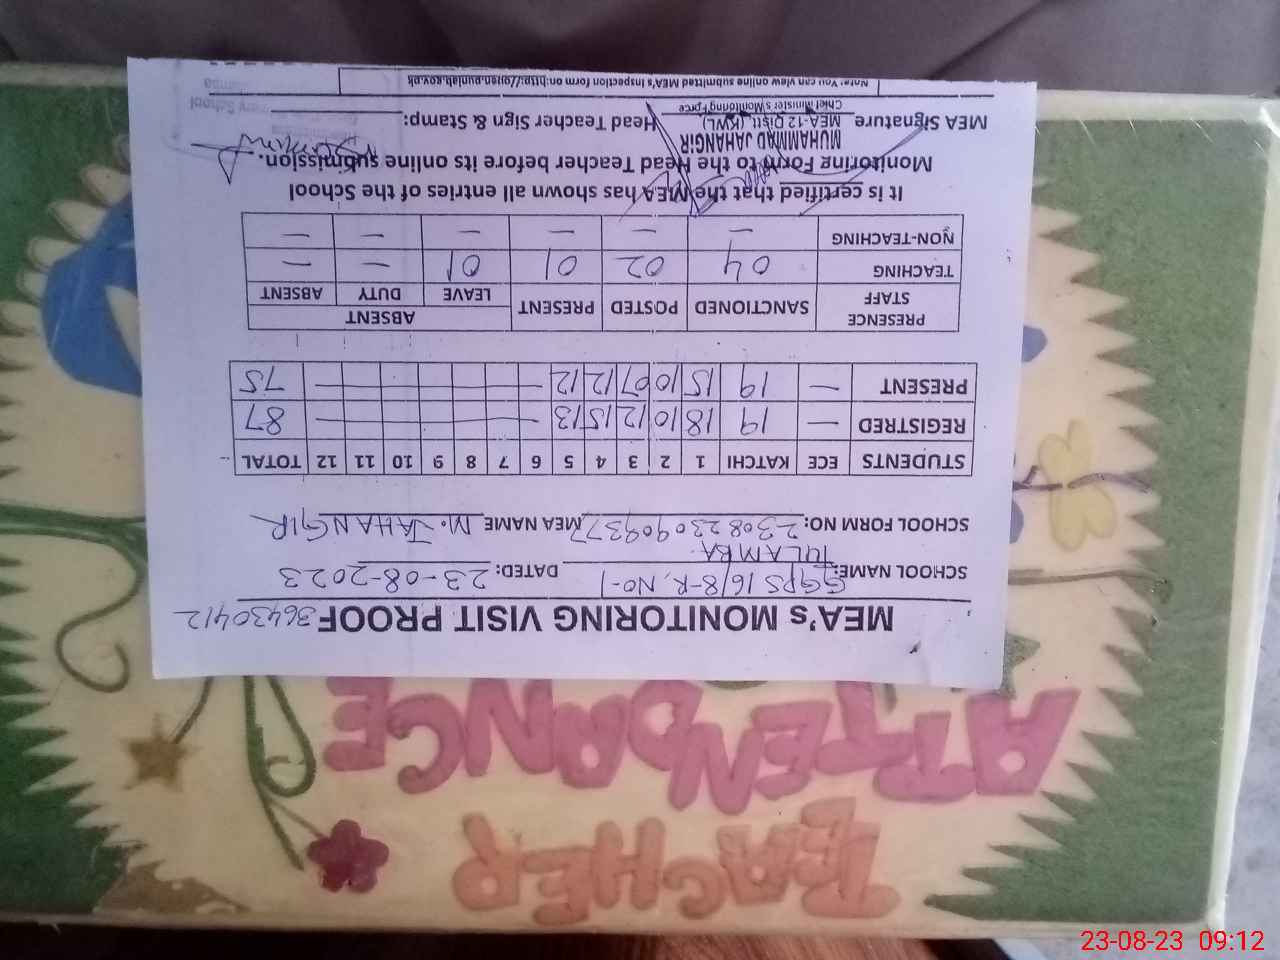 MEA's MONITORING VISIT PROOF 36430412
SCHOOL NAME: GGPS 16/8-R, NO-1 DATED: 23-08-2023
TULAMBA
SCHOOL FORM NO: 230823090937 MEA NAME M. JAHANGIR
STUDENTS ECE KATCHI 1 2 3 4 5 6 7 8 9 10 11 12 TOTAL
REGISTRED — 19 18 10 12 15 13 — 87
PRESENT — 19 15 10 07 12 12 — 75
PRESENCE STAFF SANCTIONED POSTED PRESENT ABSENT
LEAVE DUTY ABSENT
TEACHING 04 02 01 01 — —
NON-TEACHING — — — — — —
It is certified that the MEA has shown all entries of the School
Monitoring Form to the Head Teacher before its online submission.
MUHAMMAD JAHANGIR
MEA Signature MEA-12 Distt. (KWL) Head Teacher Sign & Stamp:
Chief Minister's Monitoring Force
Note: You can view online submitted MEA's inspection form on:http://open.punjab.gov.pk
TEACHER
ATTENDANCE
23-08-23 09:12